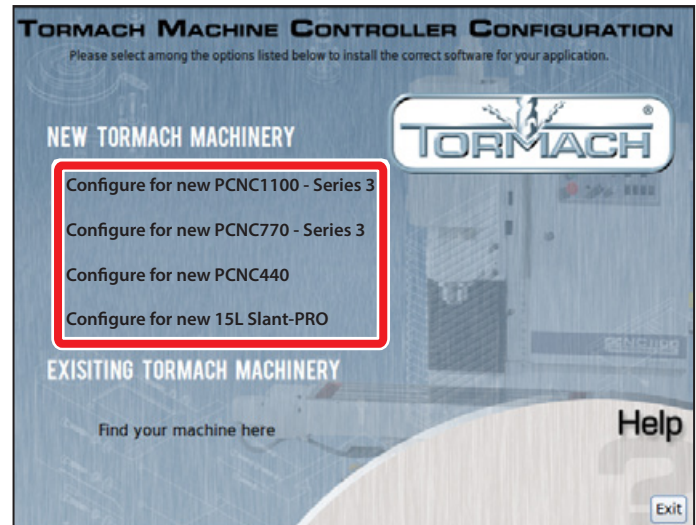 TORMACH MACHINE CONTROLLER CONFIGURATION
Please select among the options listed below to install the correct software for your application.
TORMACH
®
NEW TORMACH MACHINERY
Configure for new PCNC1100 - Series 3
Configure for new PCNC770 - Series 3
Configure for new PCNC440
Configure for new 15L Slant-PRO
PCNC1100
EXISITING TORMACH MACHINERY
Find your machine here
Help
?
Exit